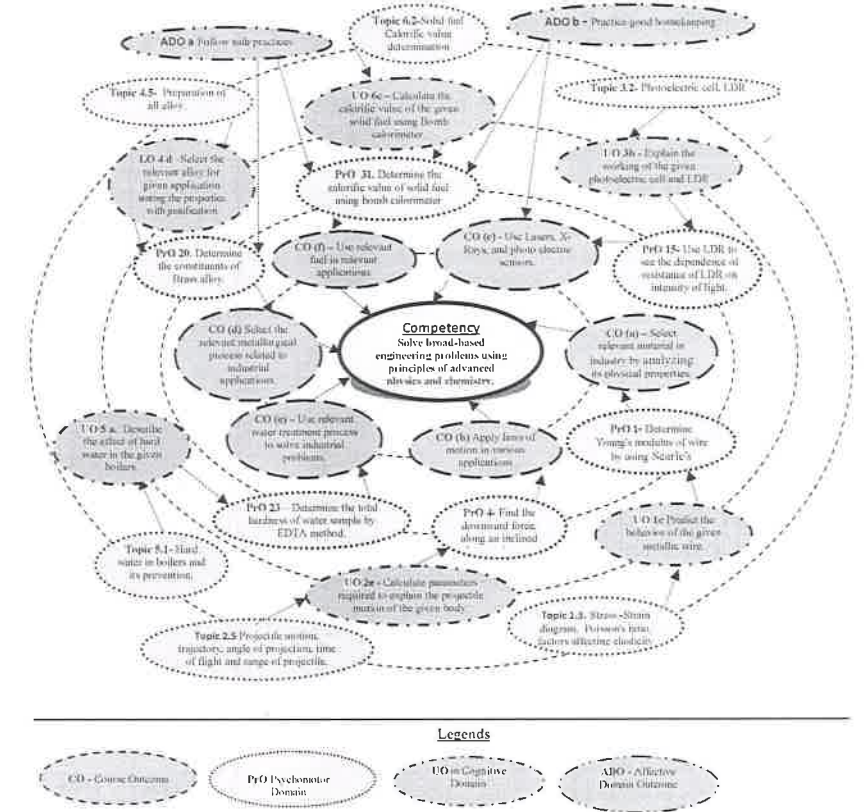 Topic 6.2-Solid fuel
Calorific value
determination
ADO a Follow safe practices
ADO b - Practice good housekeeping
Topic 4.5- Preparation of
all alloy.
UO 6c - Calculate the
calorific value of the given
solid fuel using Bomb
calorimeter
Topic 3.2- Photoelectric cell, LDR
LO 4 d -Select the
relevant alloy for
given application
stating the properties
with justification
PrO 31. Determine the
calorific value of solid fuel
using bomb calorimeter
UO 3b - Explain the
working of the given
photoelectric cell and LDR
PrO 20. Determine
the constituents of
Brass alloy.
CO (f) - Use relevant
fuel in relevant
applications
CO (c) - Use Lasers, X-
Rays, and photo electric
sensors.
PrO 15- Use LDR to
see the dependence of
resistance of LDR on
intensity of light.
CO (d) Select the
relevant metallurgical
process related to
industrial
applications.
Competency
Solve broad-based
engineering problems using
principles of advanced
physics and chemistry.
CO (a) - Select
relevant material in
industry by analyzing
its physical properties.
UO 5 a. Describe
the effect of hard
water in the given
boilers.
CO (e) - Use relevant
water treatment process
to solve industrial
problems.
CO (b) Apply laws of
motion in various
applications
PrO 1- Determine
Young's modulus of wire
by using Searle's
PrO 23 - Determine the total
hardness of water sample by
EDTA method.
PrO 4- Find the
downward force,
along an inclined
UO 1c Predict the
behavior of the given
metallic wire.
Topic 5.1- Hard
water in boilers and
its prevention.
UO 2e - Calculate parameters
required to explain the projectile
motion of the given body.
Topic 2.5 Projectile motion,
trajectory, angle of projection, time
of flight and range of projectile.
Topic 1.3. Stress -Strain
diagram, Poisson's ratio,
factors affecting elasticity
Legends
CO - Course Outcome
PrO Psychomotor
Domain
UO in Cognitive
Domain
ADO - Affective
Domain Outcome